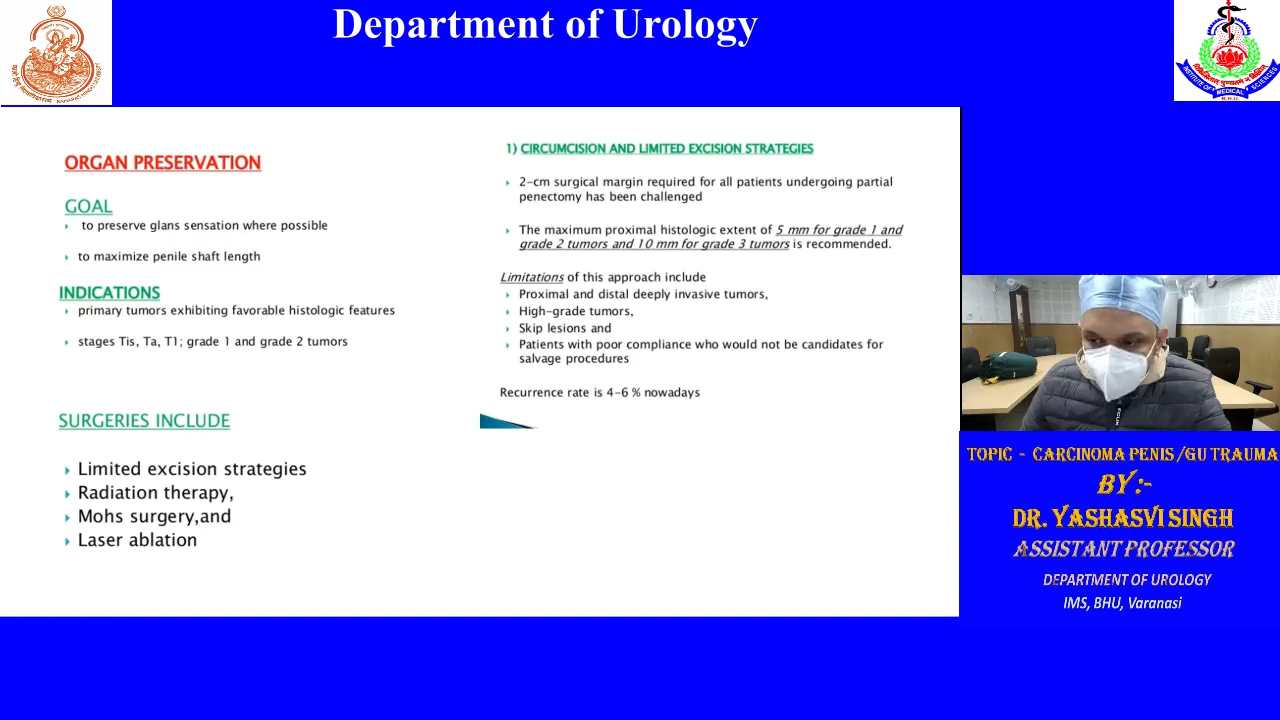 Department of Urology
INSTITUTE OF MEDICAL SCIENCES
B.H.U.
ORGAN PRESERVATION
GOAL
to preserve glans sensation where possible
to maximize penile shaft length
INDICATIONS
primary tumors exhibiting favorable histologic features
stages Tis, Ta, T1; grade 1 and grade 2 tumors
SURGERIES INCLUDE
Limited excision strategies
Radiation therapy,
Mohs surgery,and
Laser ablation
1) CIRCUMCISION AND LIMITED EXCISION STRATEGIES
2-cm surgical margin required for all patients undergoing partial
penectomy has been challenged
The maximum proximal histologic extent of 5 mm for grade 1 and
grade 2 tumors and 10 mm for grade 3 tumors is recommended.
Limitations of this approach include
Proximal and distal deeply invasive tumors,
High-grade tumors,
Skip lesions and
Patients with poor compliance who would not be candidates for
salvage procedures
Recurrence rate is 4-6 % nowadays
TOPIC - CARCINOMA PENIS /GU TRAUMA
BY:-
DR. YASHASVI SINGH
ASSISTANT PROFESSOR
DEPARTMENT OF UROLOGY
IMS, BHU, Varanasi